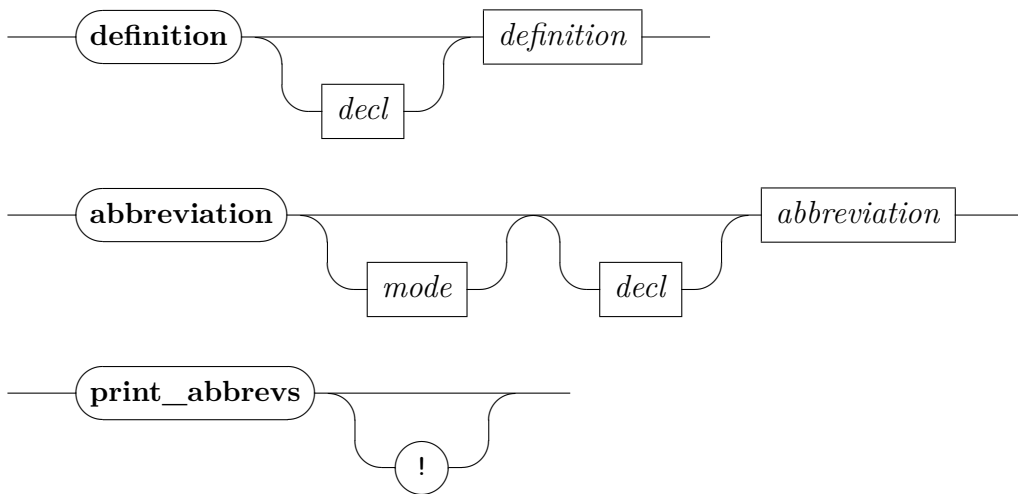 definition definition
decl
abbreviation abbreviation
mode decl
print_abbrevs
!